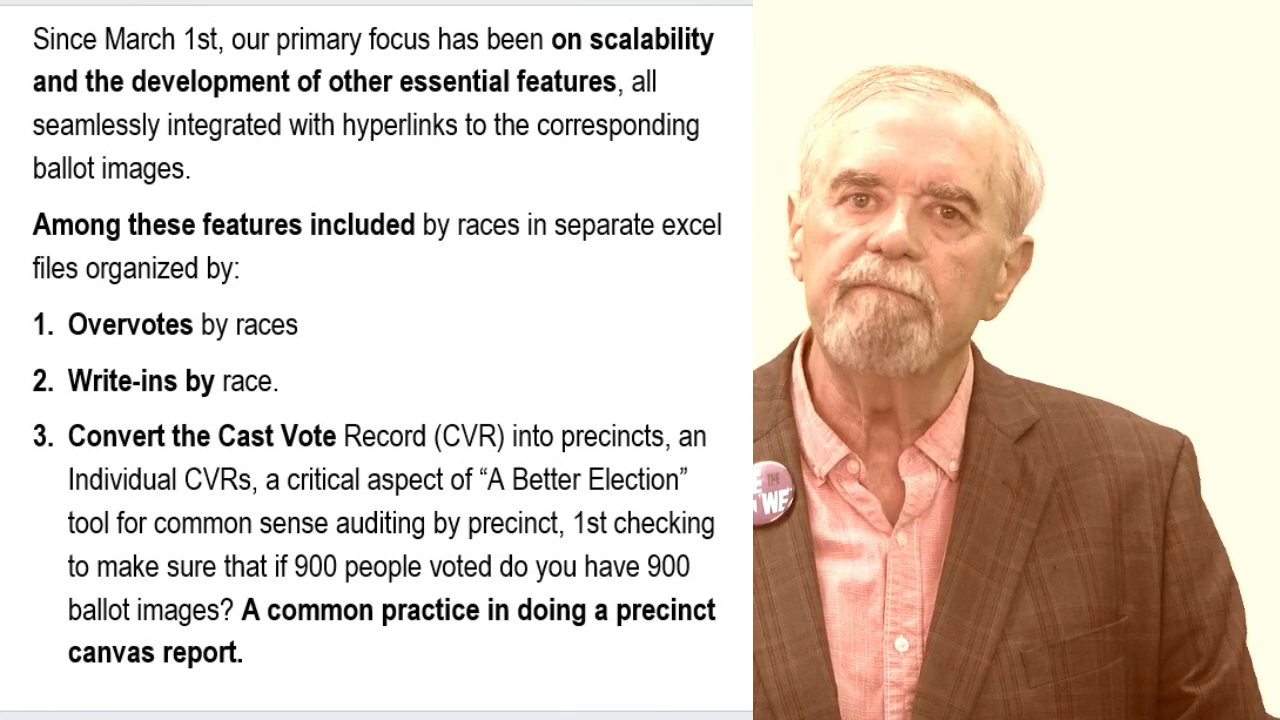 Since March 1st, our primary focus has been on scalability
and the development of other essential features, all
seamlessly integrated with hyperlinks to the corresponding
ballot images.
Among these features included by races in separate excel
files organized by:
1. Overvotes by races
2. Write-ins by race.
3. Convert the Cast Vote Record (CVR) into precincts, an
Individual CVRs, a critical aspect of “A Better Election”
tool for common sense auditing by precinct, 1st checking
to make sure that if 900 people voted do you have 900
ballot images? A common practice in doing a precinct
canvas report.
THE
"WE"